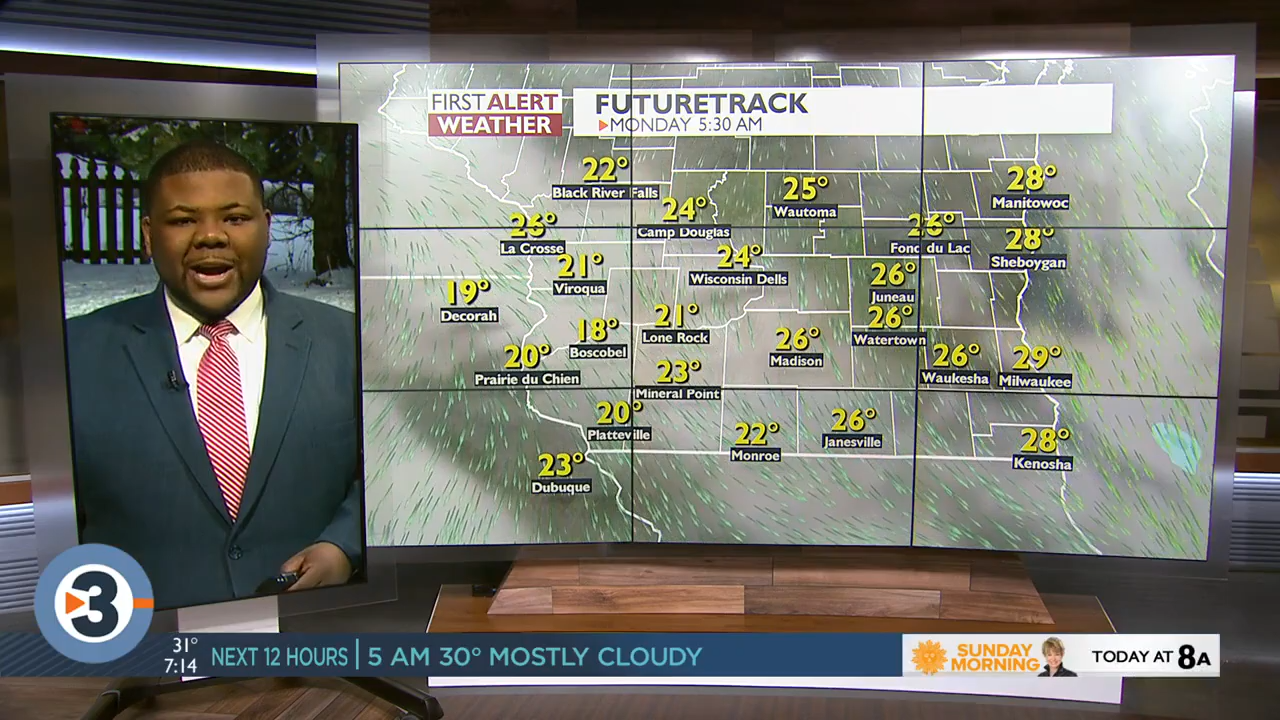 FIRST ALERT
WEATHER
FUTURETRACK
MONDAY 5:30 AM
22°
Black River Falls
25°
Wautoma
28°
Manitowoc
24°
Camp Douglas
26°
La Crosse
26°
Fond du Lac
28°
Sheboygan
21°
Viroqua
24°
Wisconsin Dells
26°
Juneau
19°
Decorah
18°
Boscobel
21°
Lone Rock
26°
Madison
26°
Watertown
20°
Prairie du Chien
23°
Mineral Point
26°
Waukesha
29°
Milwaukee
20°
Platteville
22°
Monroe
26°
Janesville
28°
Kenosha
23°
Dubuque
3
31°
7:14
NEXT 12 HOURS | 5 AM 30° MOSTLY CLOUDY
SUNDAY
MORNING
TODAY AT 8A